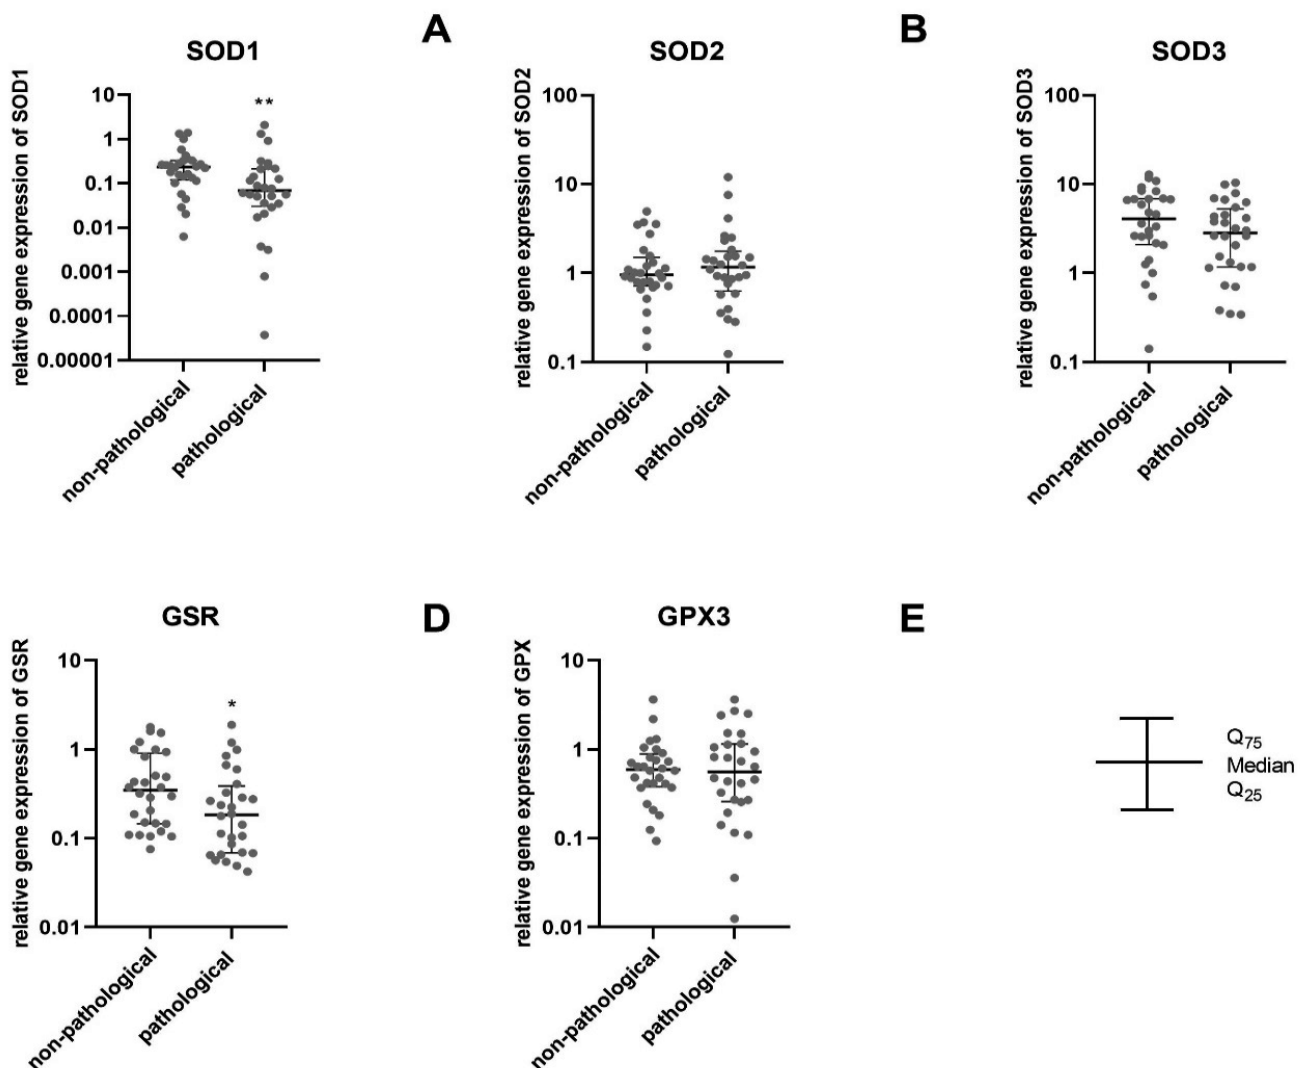 A
B
SOD1
SOD2
SOD3
relative gene expression of SOD1
10
1
0.1
0.01
0.001
0.0001
0.00001
**
non-pathological
pathological
relative gene expression of SOD2
100
10
1
0.1
non-pathological
pathological
relative gene expression of SOD3
100
10
1
0.1
non-pathological
pathological
D
E
GSR
GPX3
relative gene expression of GSR
10
1
0.1
0.01
*
non-pathological
pathological
relative gene expression of GPX
10
1
0.1
0.01
non-pathological
pathological
Q75
Median
Q25